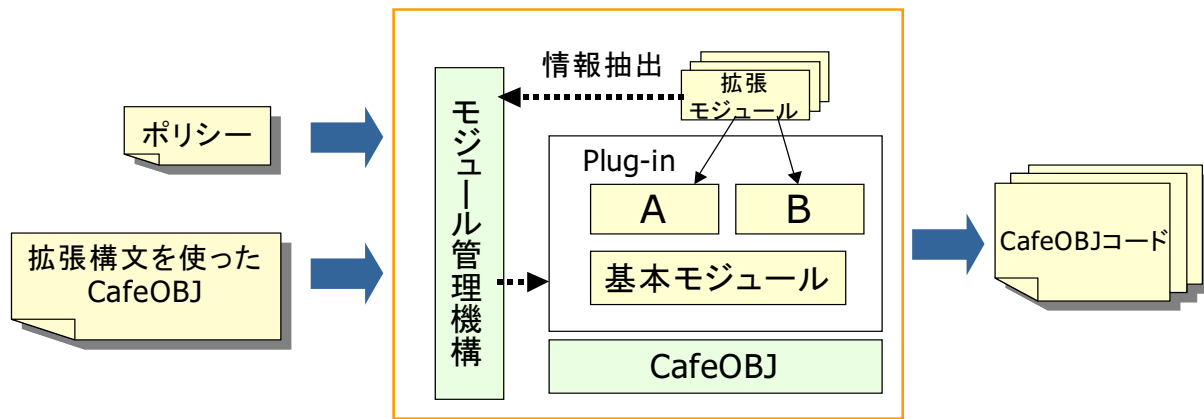 情報抽出
拡張
モジュール
ポリシー
モジュール管理機構
Plug-in
A
B
拡張構文を使った
CafeOBJ
基本モジュール
CafeOBJコード
CafeOBJ